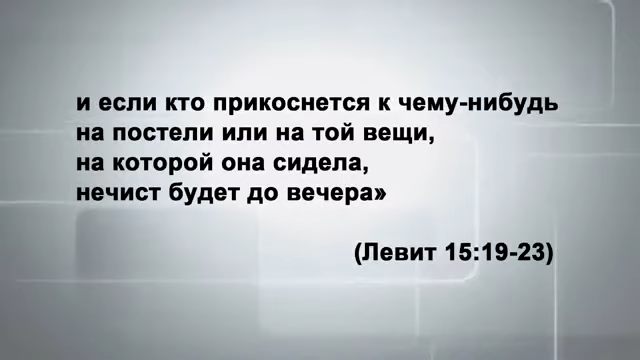 и если кто прикоснется к чему-нибудь
на постели или на той вещи,
на которой она сидела,
нечист будет до вечера»
(Левит 15:19-23)